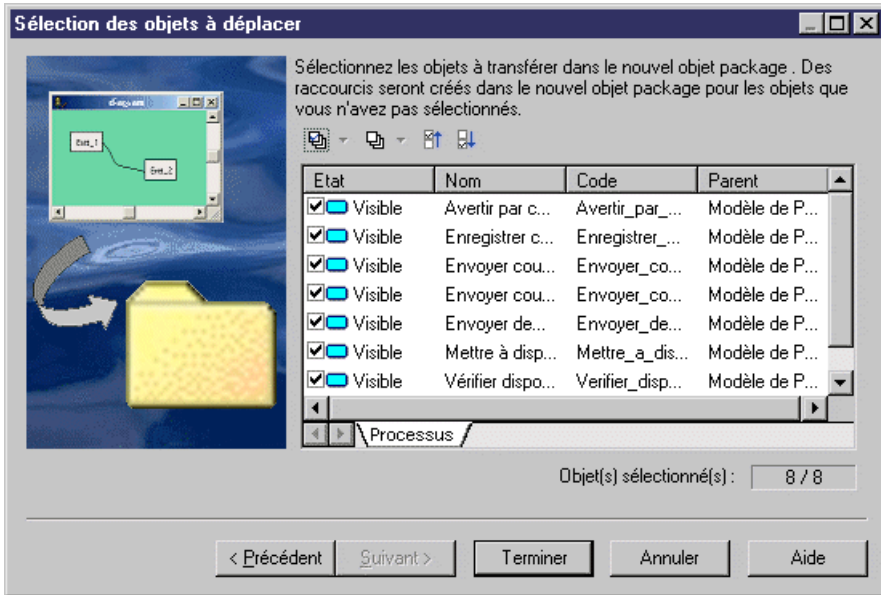 Sélection des objets à déplacer
Sélectionnez les objets à transférer dans le nouvel objet package . Des
raccourcis seront créés dans le nouvel objet package pour les objets que
vous n'avez pas sélectionnés.
Etat Nom Code Parent
Visible Avertir par c... Avertir_par_... Modèle de P...
Visible Enregistrer c... Enregistrer_... Modèle de P...
Visible Envoyer cou... Envoyer_co... Modèle de P...
Visible Envoyer cou... Envoyer_co... Modèle de P...
Visible Envoyer de... Envoyer_de... Modèle de P...
Visible Mettre à disp... Mettre_a_dis... Modèle de P...
Visible Vérifier dispo... Verifier_disp... Modèle de P...
Processus
Objet(s) sélectionné(s) : 8 / 8
< Précédent Suivant > Terminer Annuler Aide